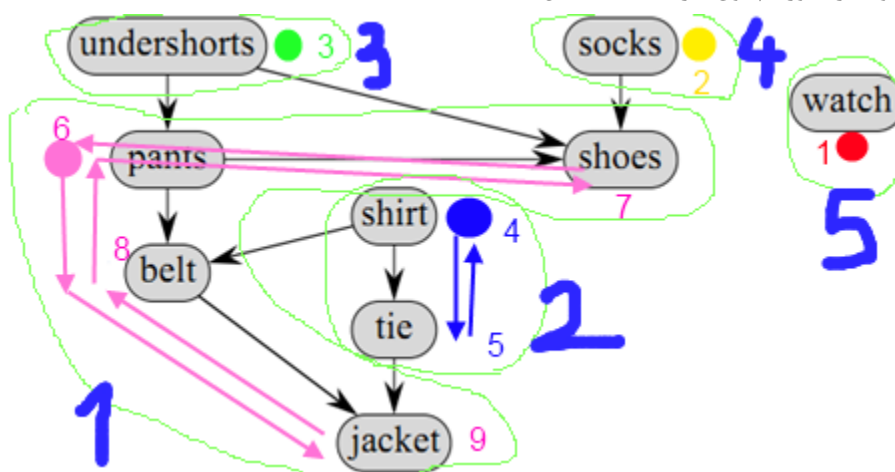 undershorts 3 3 socks 2 4
watch
1
5
6
pants shoes
7
shirt 4
8
belt
2
tie 5
1
jacket 9